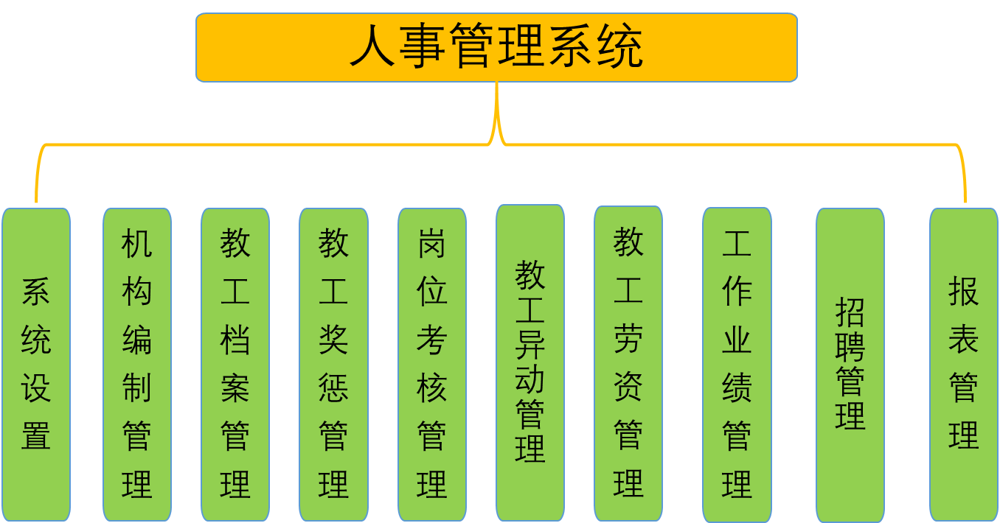 人事管理系统
系统设置
机构编制管理
教工档案管理
教工奖惩管理
岗位考核管理
教工异动管理
教工劳资管理
工作业绩管理
招聘管理
报表管理